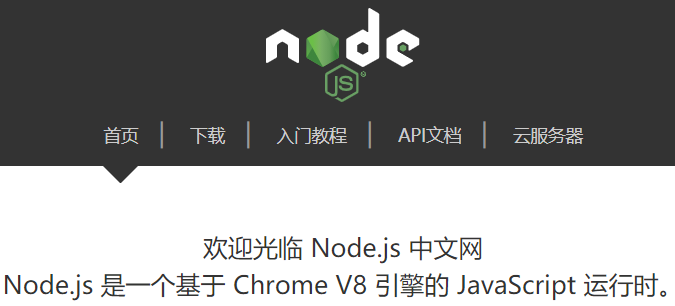 node
JS
首页 | 下载 | 入门教程 | API文档 | 云服务器
欢迎光临 Node.js 中文网
Node.js 是一个基于 Chrome V8 引擎的 JavaScript 运行时。